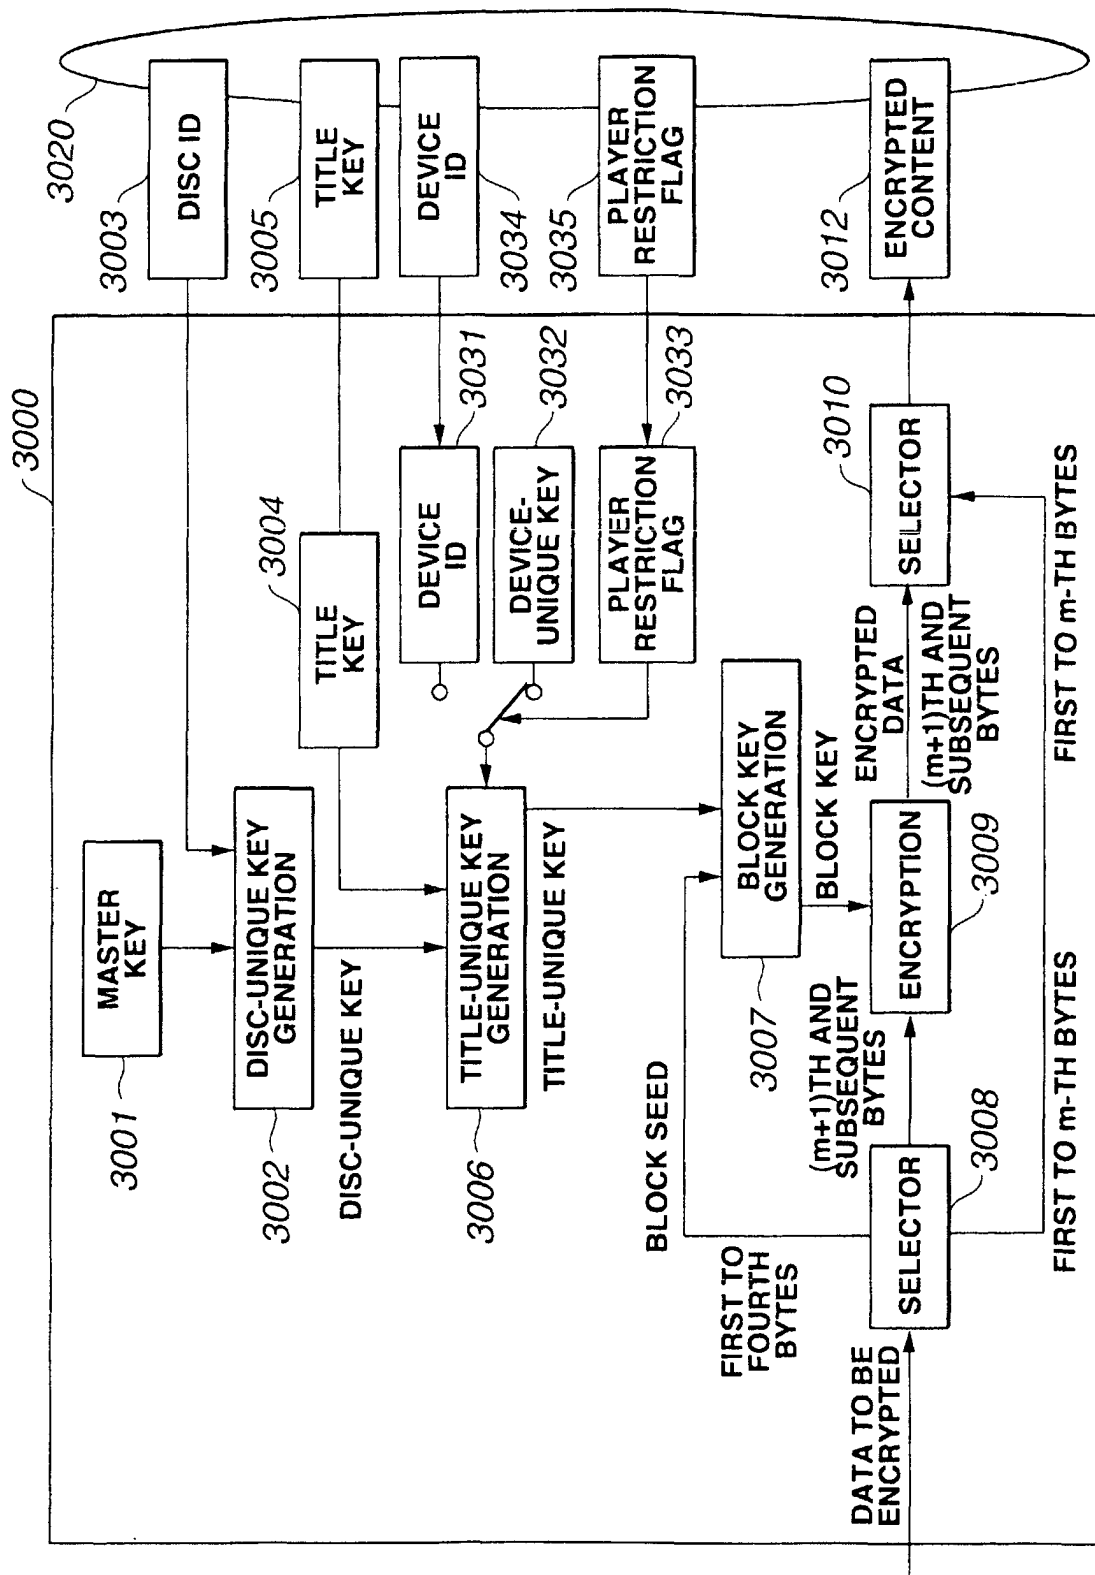 3000
3020
3001
MASTER
KEY
3003
DISC ID
3002
DISC-UNIQUE KEY
GENERATION
DISC-UNIQUE KEY
3004
TITLE
KEY
3005
TITLE
KEY
3006
TITLE-UNIQUE KEY
GENERATION
TITLE-UNIQUE KEY
DEVICE
ID
3031
DEVICE
ID
3034
DEVICE-
UNIQUE KEY
3032
PLAYER
RESTRICTION
FLAG
3033
PLAYER
RESTRICTION
FLAG
3035
BLOCK SEED
FIRST TO
FOURTH
BYTES
3007
BLOCK KEY
GENERATION
BLOCK KEY
DATA TO BE
ENCRYPTED
SELECTOR
3008
(m+1)TH AND
SUBSEQUENT
BYTES
ENCRYPTION
3009
ENCRYPTED
DATA
(m+1)TH AND
SUBSEQUENT
BYTES
3010
SELECTOR
3012
ENCRYPTED
CONTENT
FIRST TO m-TH BYTES
FIRST TO m-TH BYTES